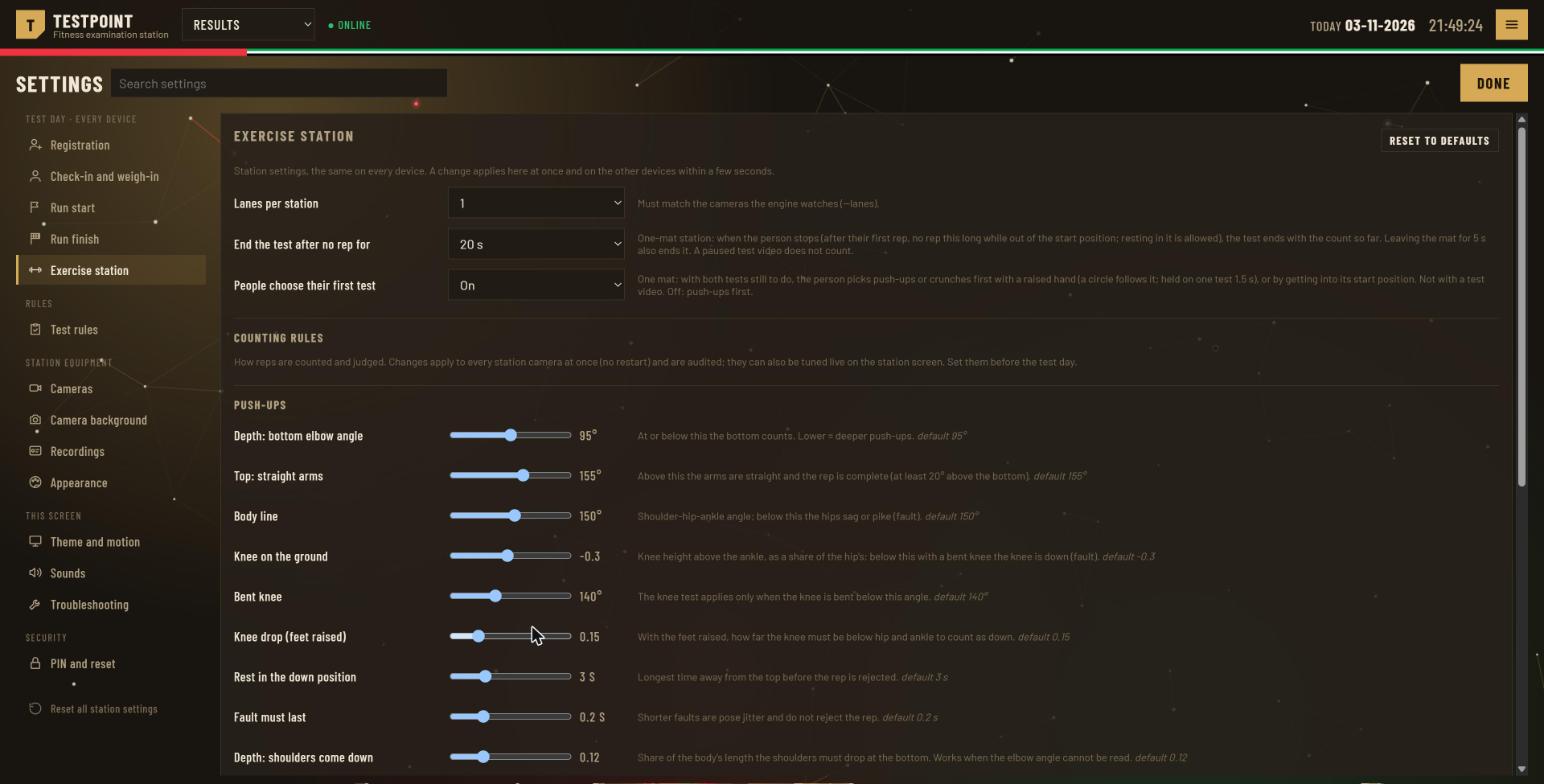 T
TESTPOINT
Fitness examination station
RESULTS
ONLINE
TODAY 03-11-2026 21:49:24
SETTINGS
Search settings
DONE
TEST DAY - EVERY DEVICE
Registration
Check-in and weigh-in
Run start
Run finish
Exercise station
RULES
Test rules
STATION EQUIPMENT
Cameras
Camera background
Recordings
Appearance
THIS SCREEN
Theme and motion
Sounds
Troubleshooting
SECURITY
PIN and reset
Reset all station settings
EXERCISE STATION
RESET TO DEFAULTS
Station settings, the same on every device. A change applies here at once and on the other devices within a few seconds.
Lanes per station 1 Must match the cameras the engine watches (--lanes).
End the test after no rep for 20 s One-mat station: when the person stops (after their first rep, no rep this long while out of the start position; resting in it is allowed), the test ends with the count so far. Leaving the mat for 5 s
also ends it. A paused test video does not count.
People choose their first test On One mat: with both tests still to do, the person picks push-ups or crunches first with a raised hand (a circle follows it; held on one test 1.5 s), or by getting into its start position. Not with a test
video. Off: push-ups first.
COUNTING RULES
How reps are counted and judged. Changes apply to every station camera at once (no restart) and are audited; they can also be tuned live on the station screen. Set them before the test day.
PUSH-UPS
Depth: bottom elbow angle 95° At or below this the bottom counts. Lower = deeper push-ups. default 95°
Top: straight arms 155° Above this the arms are straight and the rep is complete (at least 20° above the bottom). default 155°
Body line 150° Shoulder-hip-ankle angle; below this the hips sag or pike (fault). default 150°
Knee on the ground -0.3 Knee height above the ankle, as a share of the hip's: below this with a bent knee the knee is down (fault). default -0.3
Bent knee 140° The knee test applies only when the knee is bent below this angle. default 140°
Knee drop (feet raised) 0.15 With the feet raised, how far the knee must be below hip and ankle to count as down. default 0.15
Rest in the down position 3 S Longest time away from the top before the rep is rejected. default 3 s
Fault must last 0.2 S Shorter faults are pose jitter and do not reject the rep. default 0.2 s
Depth: shoulders come down 0.12 Share of the body's length the shoulders must drop at the bottom. Works when the elbow angle cannot be read. default 0.12